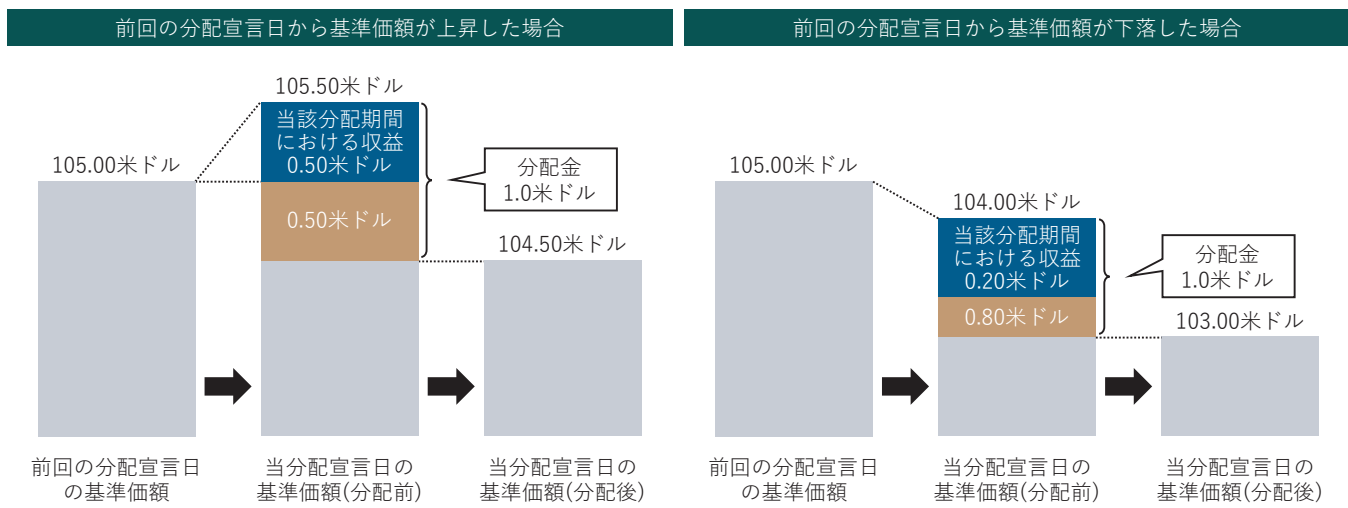 前回の分配宣言日から基準価額が上昇した場合
105.00米ドル
105.50米ドル
当該分配期間
における収益
0.50米ドル
0.50米ドル
分配金
1.0米ドル
104.50米ドル
前回の分配宣言日
の基準価額
当分配宣言日の
基準価額(分配前)
当分配宣言日の
基準価額(分配後)
前回の分配宣言日から基準価額が下落した場合
105.00米ドル
104.00米ドル
当該分配期間
における収益
0.20米ドル
0.80米ドル
分配金
1.0米ドル
103.00米ドル
前回の分配宣言日
の基準価額
当分配宣言日の
基準価額(分配前)
当分配宣言日の
基準価額(分配後)